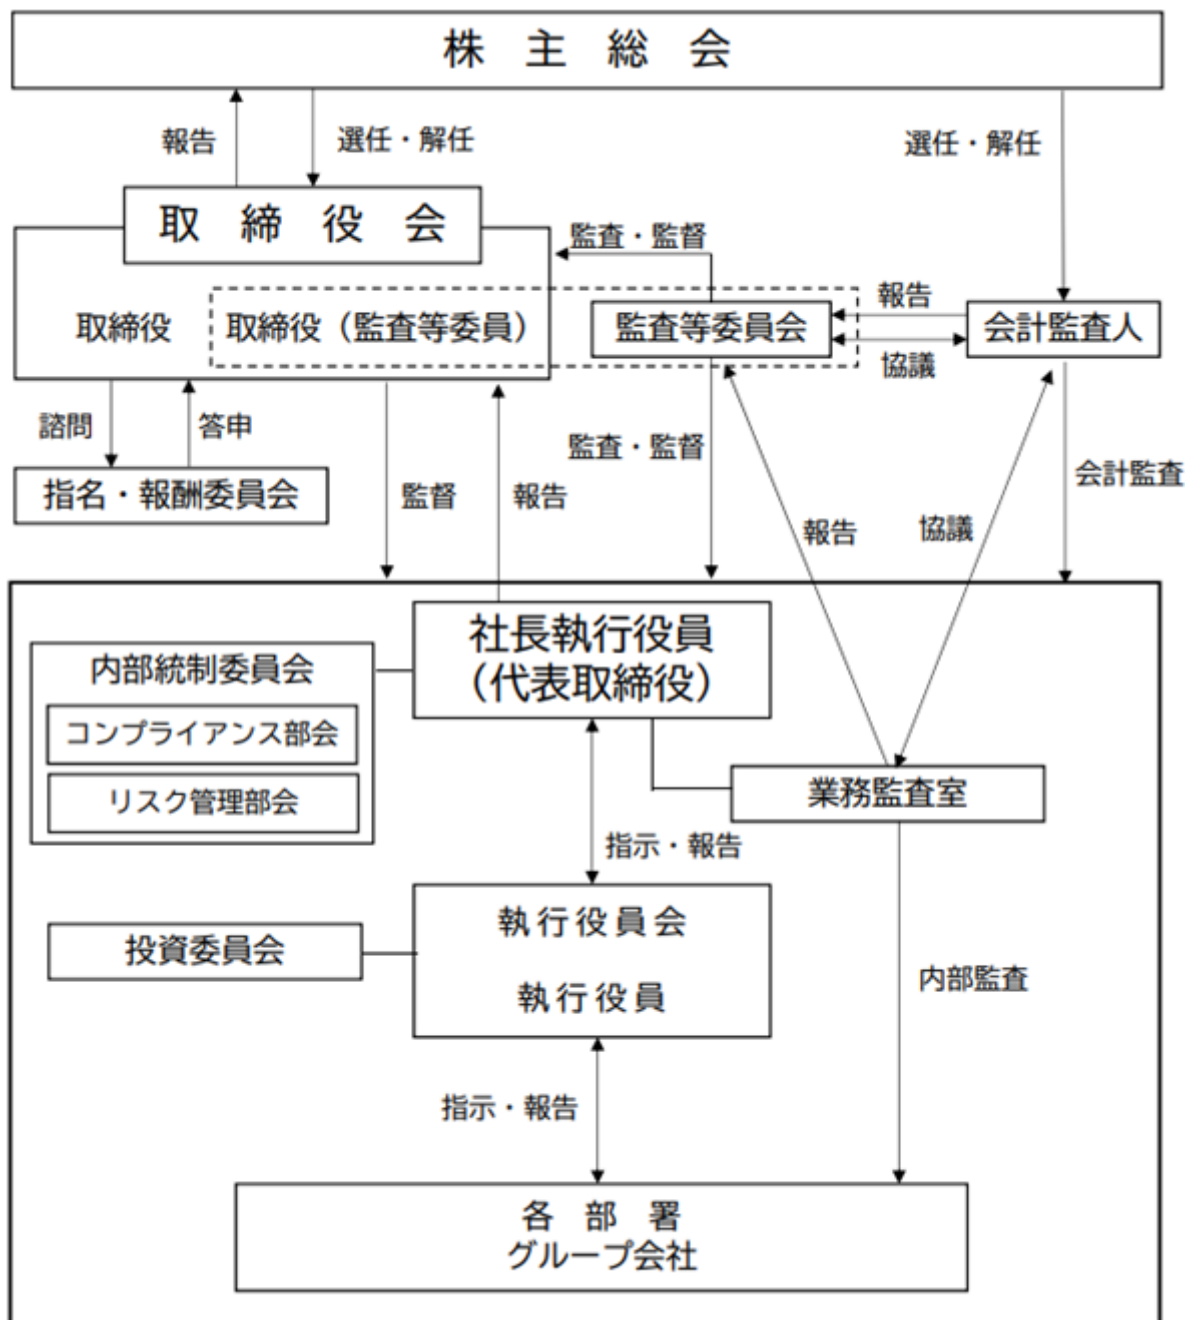 株 主 総 会
報告
選任・解任
選任・解任
取 締 役 会
監査・監督
取締役
取締役（監査等委員）
監査等委員会
報告
会計監査人
協議
諮問
答申
監査・監督
会計監査
指名・報酬委員会
監督
報告
報告
協議
社長執行役員
（代表取締役）
内部統制委員会
コンプライアンス部会
リスク管理部会
業務監査室
指示・報告
執行役員会
投資委員会
執行役員
内部監査
指示・報告
各 部 署
グループ会社